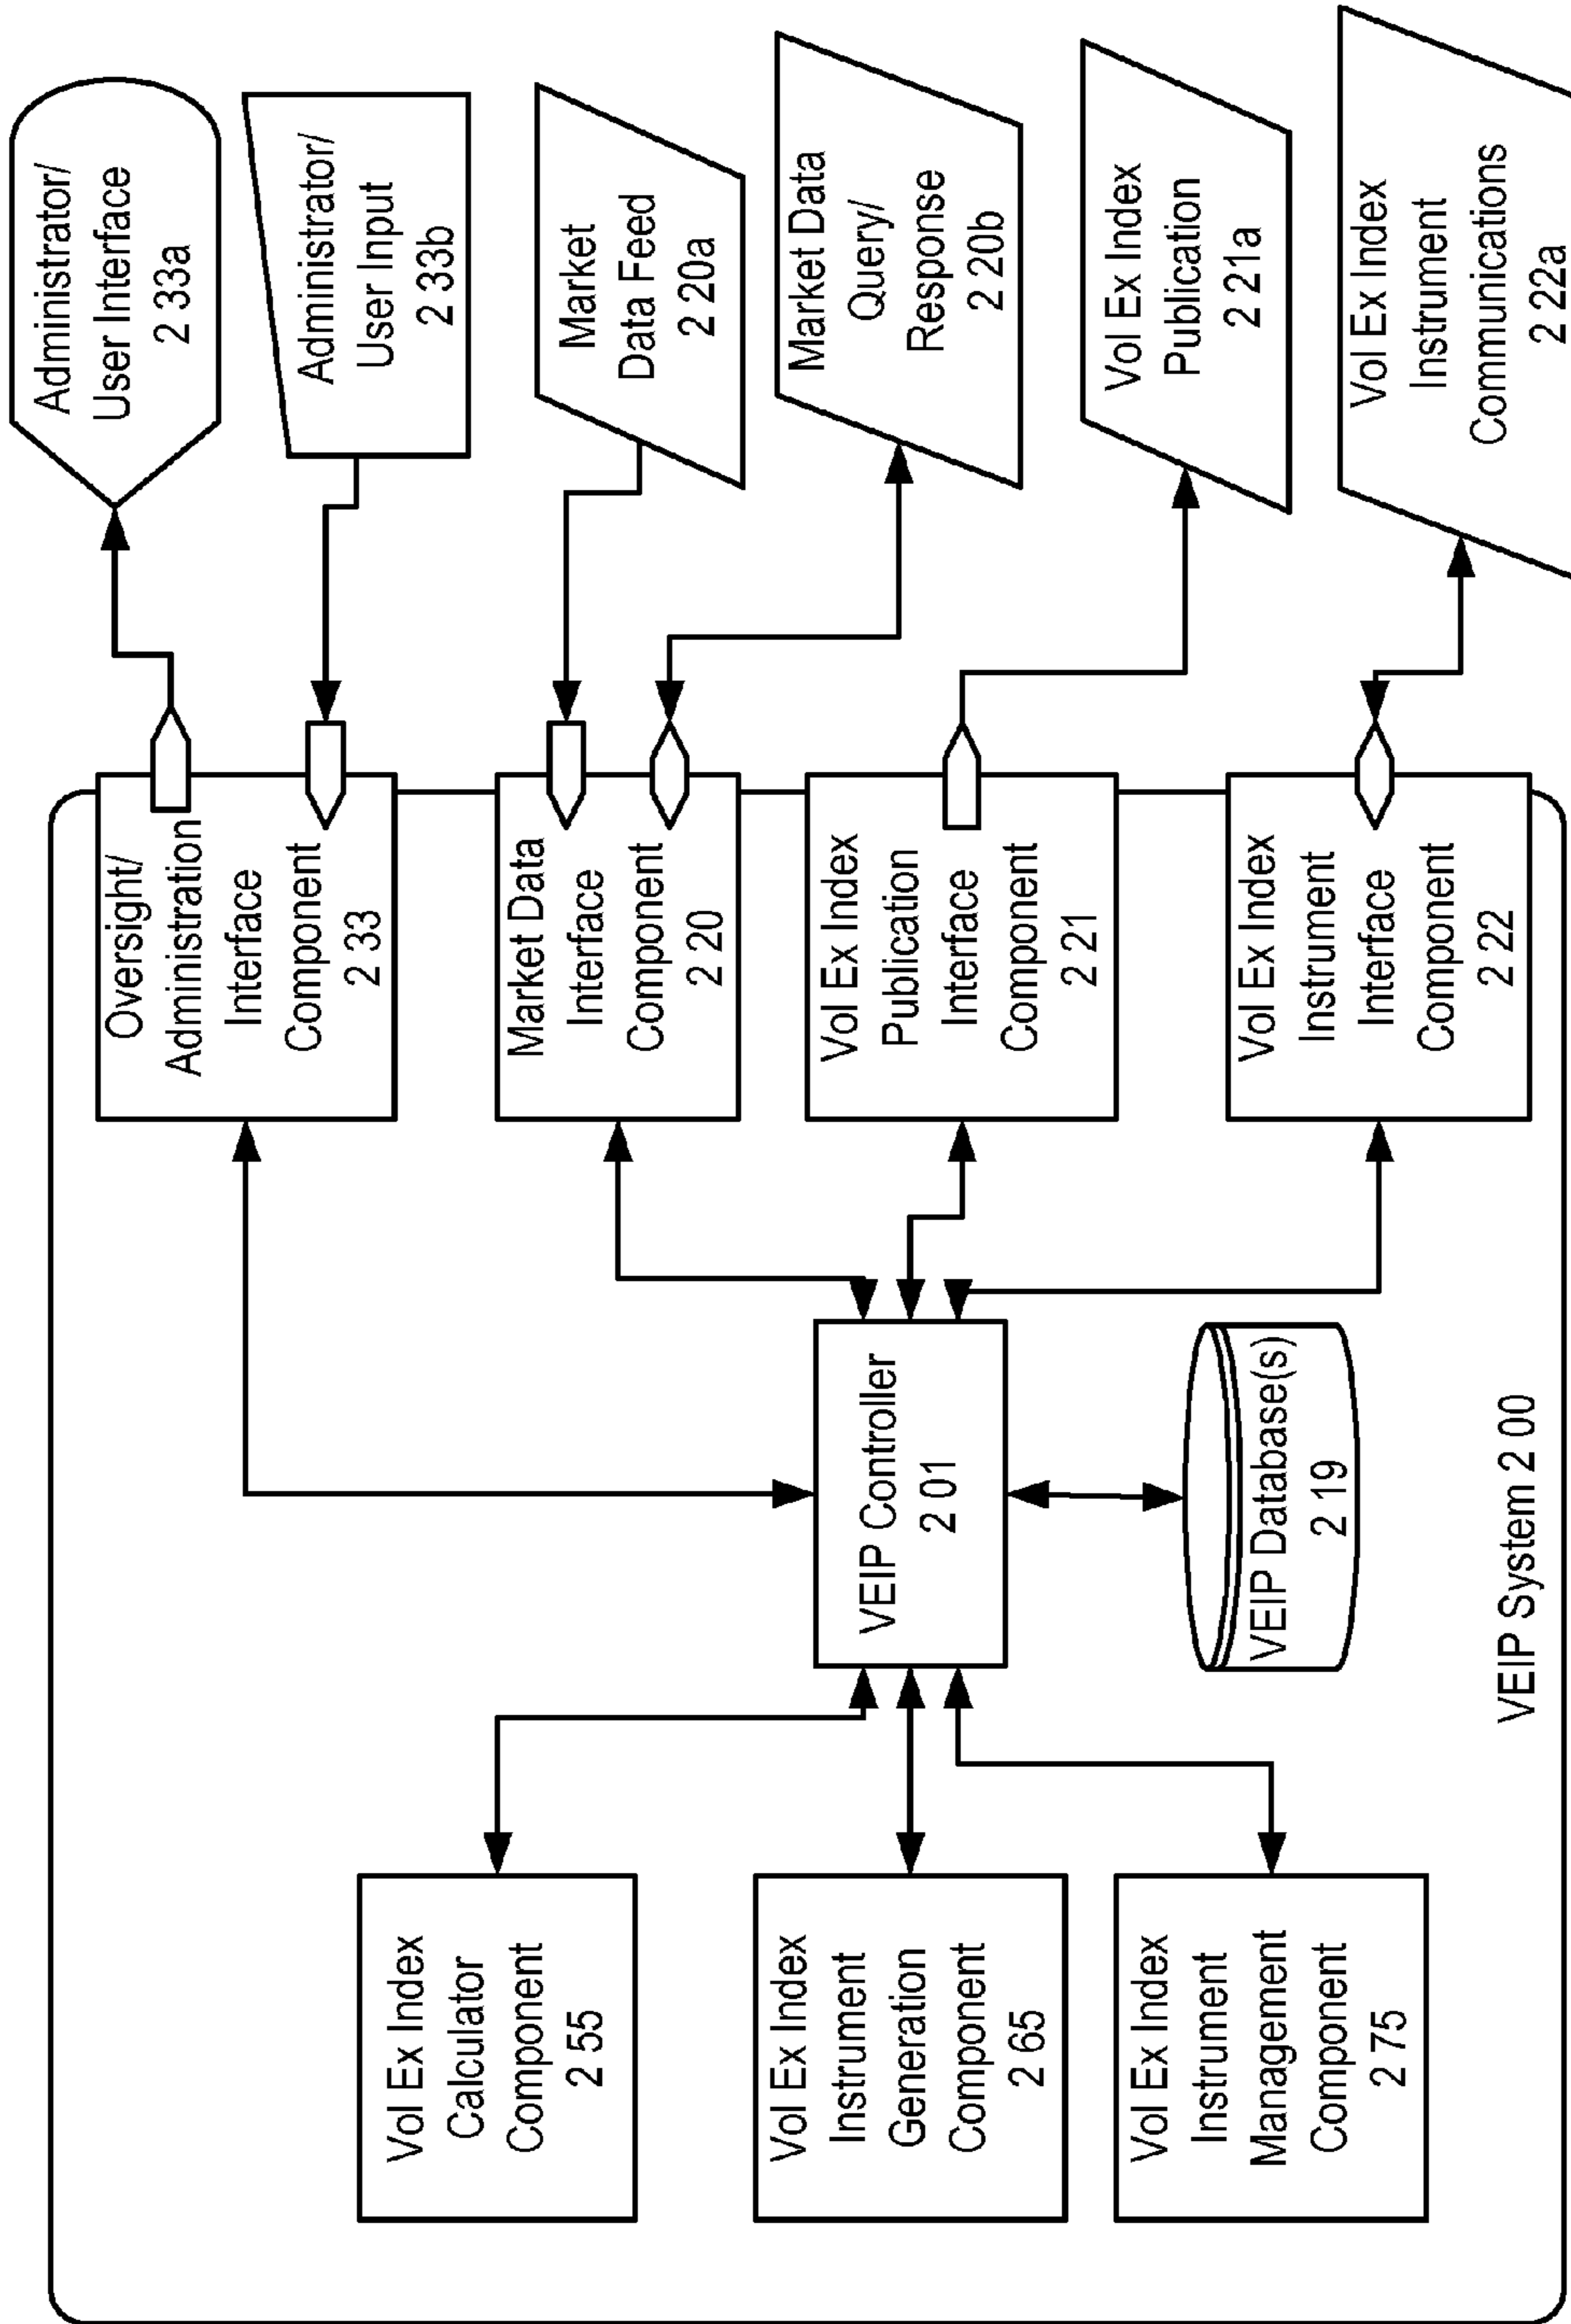 Administrator/
User Interface
2 33a
Administrator/
User Input
2 33b
Market
Data Feed
2 20a
Market Data
Query/
Response
2 20b
Vol Ex Index
Publication
2 21a
Vol Ex Index
Instrument
Communications
2 22a
Oversight/
Administration
Interface
Component
2 33
Market Data
Interface
Component
2 20
Vol Ex Index
Publication
Interface
Component
2 21
Vol Ex Index
Instrument
Interface
Component
2 22
VEIP Controller
2 01
VEIP Database(s)
2 19
Vol Ex Index
Calculator
Component
2 55
Vol Ex Index
Instrument
Generation
Component
2 65
Vol Ex Index
Instrument
Management
Component
2 75
VEIP System 2 00